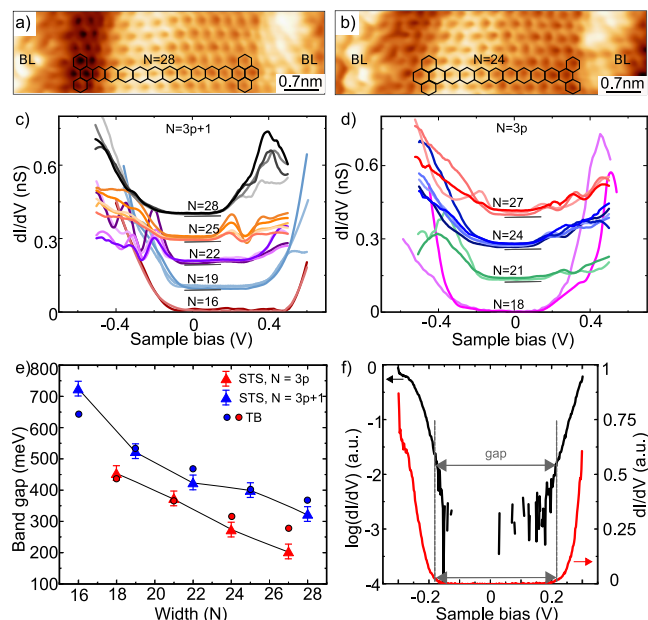 a)
BL
N=28
BL
0.7nm
b)
BL
N=24
BL
0.7nm
c)
N=3p+1
0.6
0.3
0
dI/dV (nS)
N=28
N=25
N=22
N=19
N=16
-0.4
0.0
0.4
Sample bias (V)
d)
N=3p
0.6
0.3
0
dI/dV (nS)
N=27
N=24
N=21
N=18
-0.4
0.0
0.4
Sample bias (V)
e)
800
700
600
500
400
300
200
100
Band gap (meV)
STS, N = 3p
STS, N = 3p+1
TB
16
18
20
22
24
26
28
Width (N)
f)
-0
-1
-2
-3
-4
log(dI/dV) (a.u.)
gap
1
0.75
0.5
0.25
0
dI/dV (a.u.)
-0.2
0
0.2
Sample bias (V)